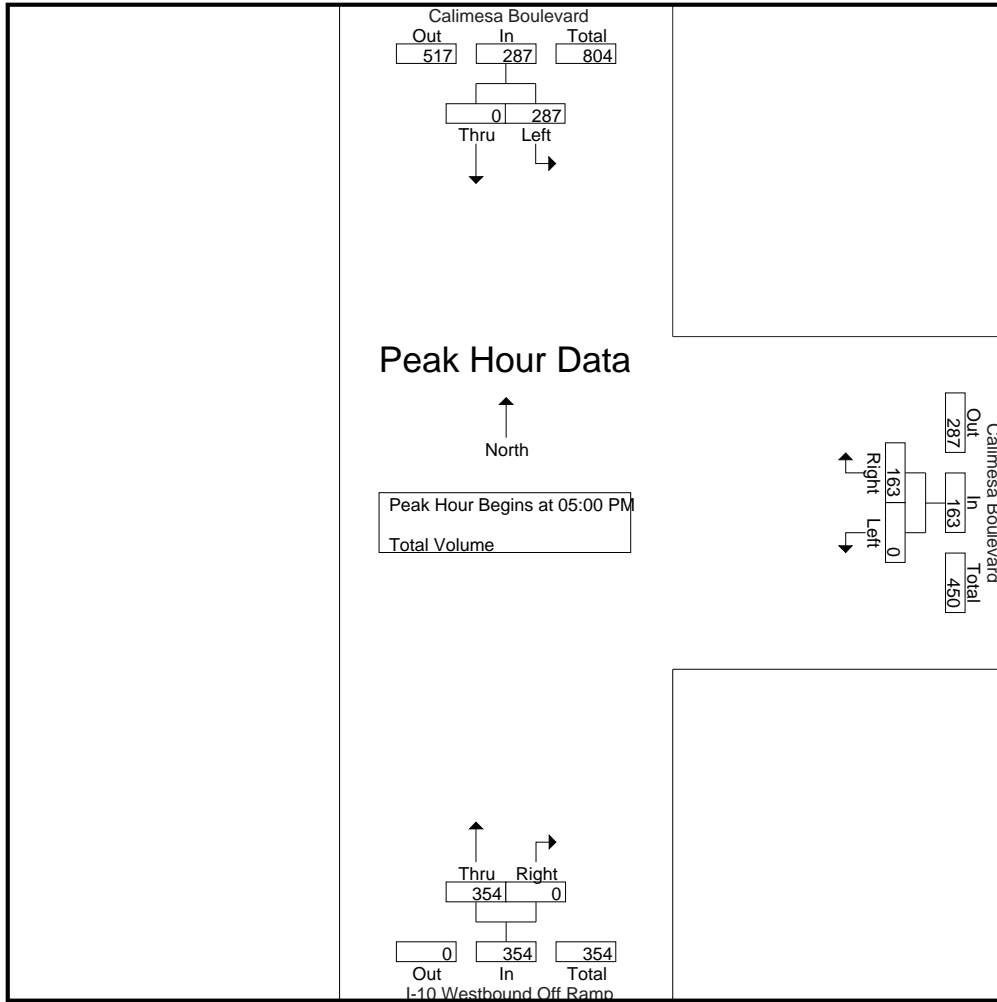 Calimesa Boulevard
Out In Total
517 287 804
0 287
Thru Left
Peak Hour Data
North
Peak Hour Begins at 05:00 PM
Total Volume
Calimesa Boulevard
Out In Total
287 163 450
Right Left
163 0
Thru Right
354 0
0 354 354
Out In Total
I-10 Westbound Off Ramp